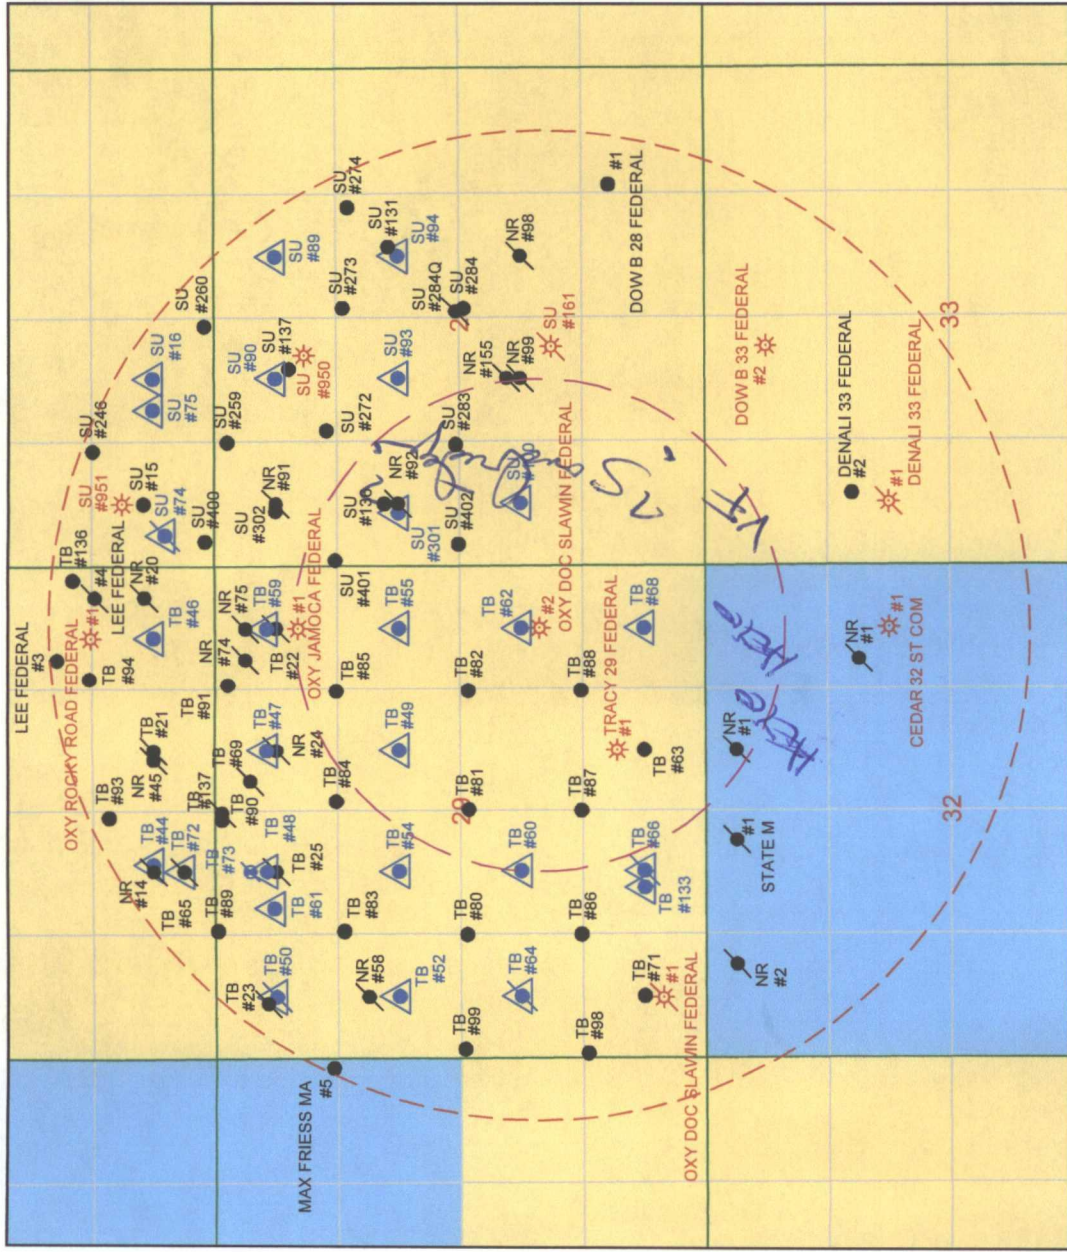 LEE FEDERAL
#3
OXY ROCKY ROAD FEDERAL
#1
TB
#136
#4
LEE FEDERAL
NR
#20
TB
#94
TB
#46
TB
#93
TB
#21
NR
#45
TB
#91
TB
#137
TB
#44
TB
#72
NR
#14
TB
#65
SU
#951
SU
#15
SU
#74
SU
#246
SU
#75
SU
#16
SU
#260
SU
#259
SU
#400
SU
#302
NR
#91
SU
#90
SU
#137
SU
#950
SU
#89
SU
#274
SU
#273
SU
#272
SU
#131
SU
#94
SU
#93
NR
#75
NR
#74
TB
#59
TB
#22
#1
OXY JAMOCA FEDERAL
TB
#69
TB
#47
NR
#24
TB
#90
TB
#73
TB
#48
TB
#25
TB
#89
TB
#61
TB
#50
TB
#23
MAX FRIESS MA
#5
SU
#401
TB
#85
TB
#84
TB
#83
NR
#58
TB
#52
TB
#54
TB
#49
TB
#55
SU
#301
NR
#92
SU
#402
SU
#283
SU
#284Q
SU
#284
NR
#155
NR
#99
NR
#98
SU
#161
#1
DOW B 28 FEDERAL
TB
#82
TB
#81
29
TB
#80
TB
#99
TB
#62
#2
OXY DOC SLAWIN FEDERAL
TB
#60
TB
#64
TB
#88
TB
#87
TB
#86
TB
#98
TB
#68
TRACY 29 FEDERAL
#1
TB
#63
TB
#66
TB
#133
TB
#71
#1
OXY DOC SLAWIN FEDERAL
DOW B 33 FEDERAL
#2
DENALI 33 FEDERAL
#2
#1
DENALI 33 FEDERAL
33
NR
#1
#1
STATE M
NR
#2
NR
#1
#1
CEDAR 32 ST COM
32